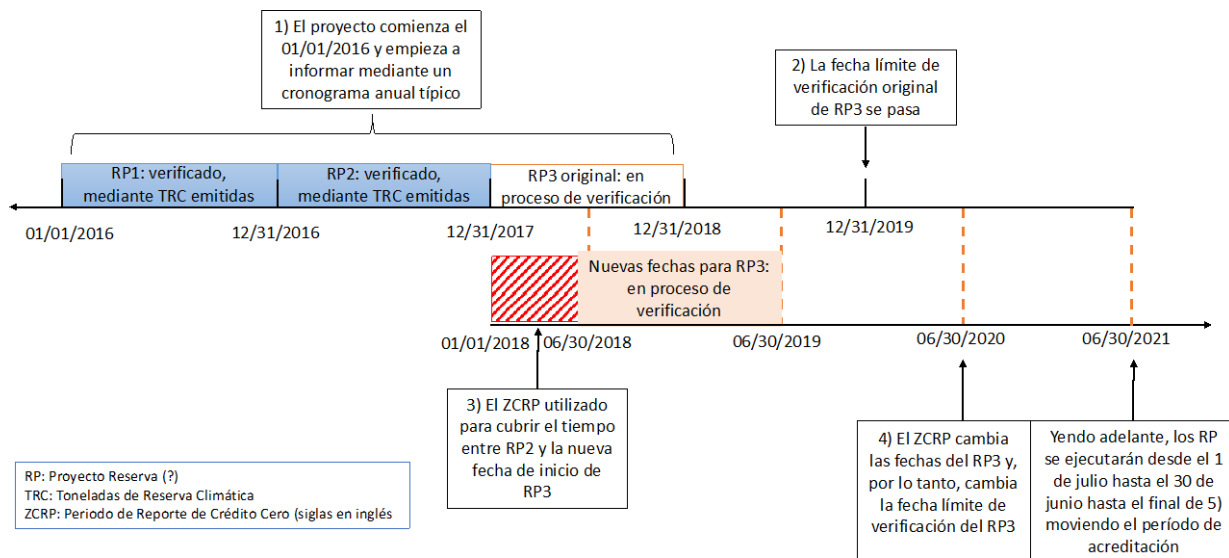 1) El proyecto comienza el
01/01/2016 y empieza a
informar mediante un
cronograma anual típico
2) La fecha límite de
verificación original
de RP3 se pasa
RP1: verificado,
mediante TRC emitidas
RP2: verificado,
mediante TRC emitidas
RP3 original: en
proceso de verificación
01/01/2016
12/31/2016
12/31/2017
12/31/2018
12/31/2019
Nuevas fechas para RP3:
en proceso de
verificación
01/01/2018
06/30/2018
06/30/2019
06/30/2020
06/30/2021
3) El ZCRP utilizado
para cubrir el tiempo
entre RP2 y la nueva
fecha de inicio de
RP3
4) El ZCRP cambia
las fechas del RP3 y,
por lo tanto, cambia
la fecha límite de
verificación del RP3
Yendo adelante, los RP
se ejecutarán desde el 1
de julio hasta el 30 de
junio hasta el final de 5)
moviendo el período de
acreditación
RP: Proyecto Reserva (?)
TRC: Toneladas de Reserva Climática
ZCRP: Periodo de Reporte de Crédito Cero (siglas en inglés